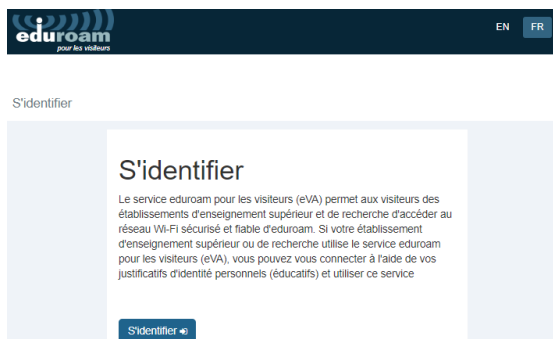 eduroam
pour les visiteurs
EN FR
S'identifier
S'identifier
Le service eduroam pour les visiteurs (eVA) permet aux visiteurs des
établissements d'enseignement supérieur et de recherche d'accéder au
réseau Wi-Fi sécurisé et fiable d'eduroam. Si votre établissement
d'enseignement supérieur ou de recherche utilise le service eduroam
pour les visiteurs (eVA), vous pouvez vous connecter à l'aide de vos
justificatifs d'identité personnels (éducatifs) et utiliser ce service
S'identifier